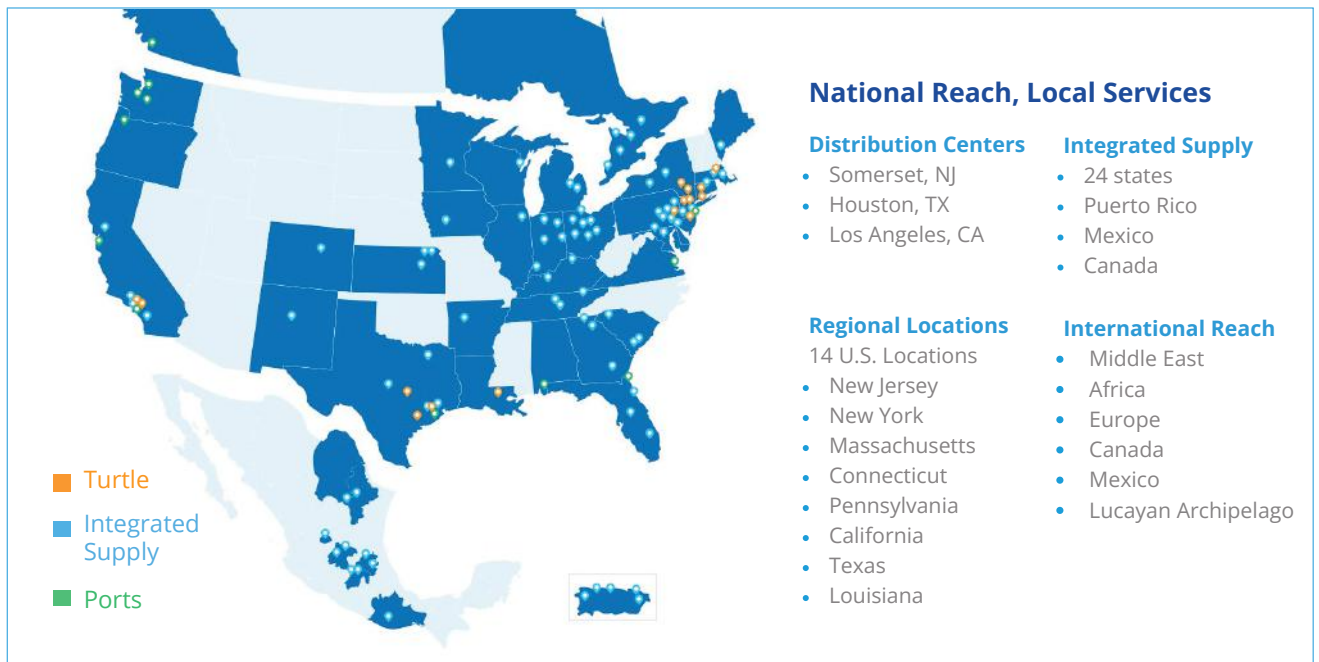 National Reach, Local Services
Distribution Centers
Somerset, NJ
Houston, TX
Los Angeles, CA
Integrated Supply
24 states
Puerto Rico
Mexico
Canada
Regional Locations
14 U.S. Locations
New Jersey
New York
Massachusetts
Connecticut
Pennsylvania
California
Texas
Louisiana
International Reach
Middle East
Africa
Europe
Canada
Mexico
Lucayan Archipelago
Turtle
Integrated
Supply
Ports